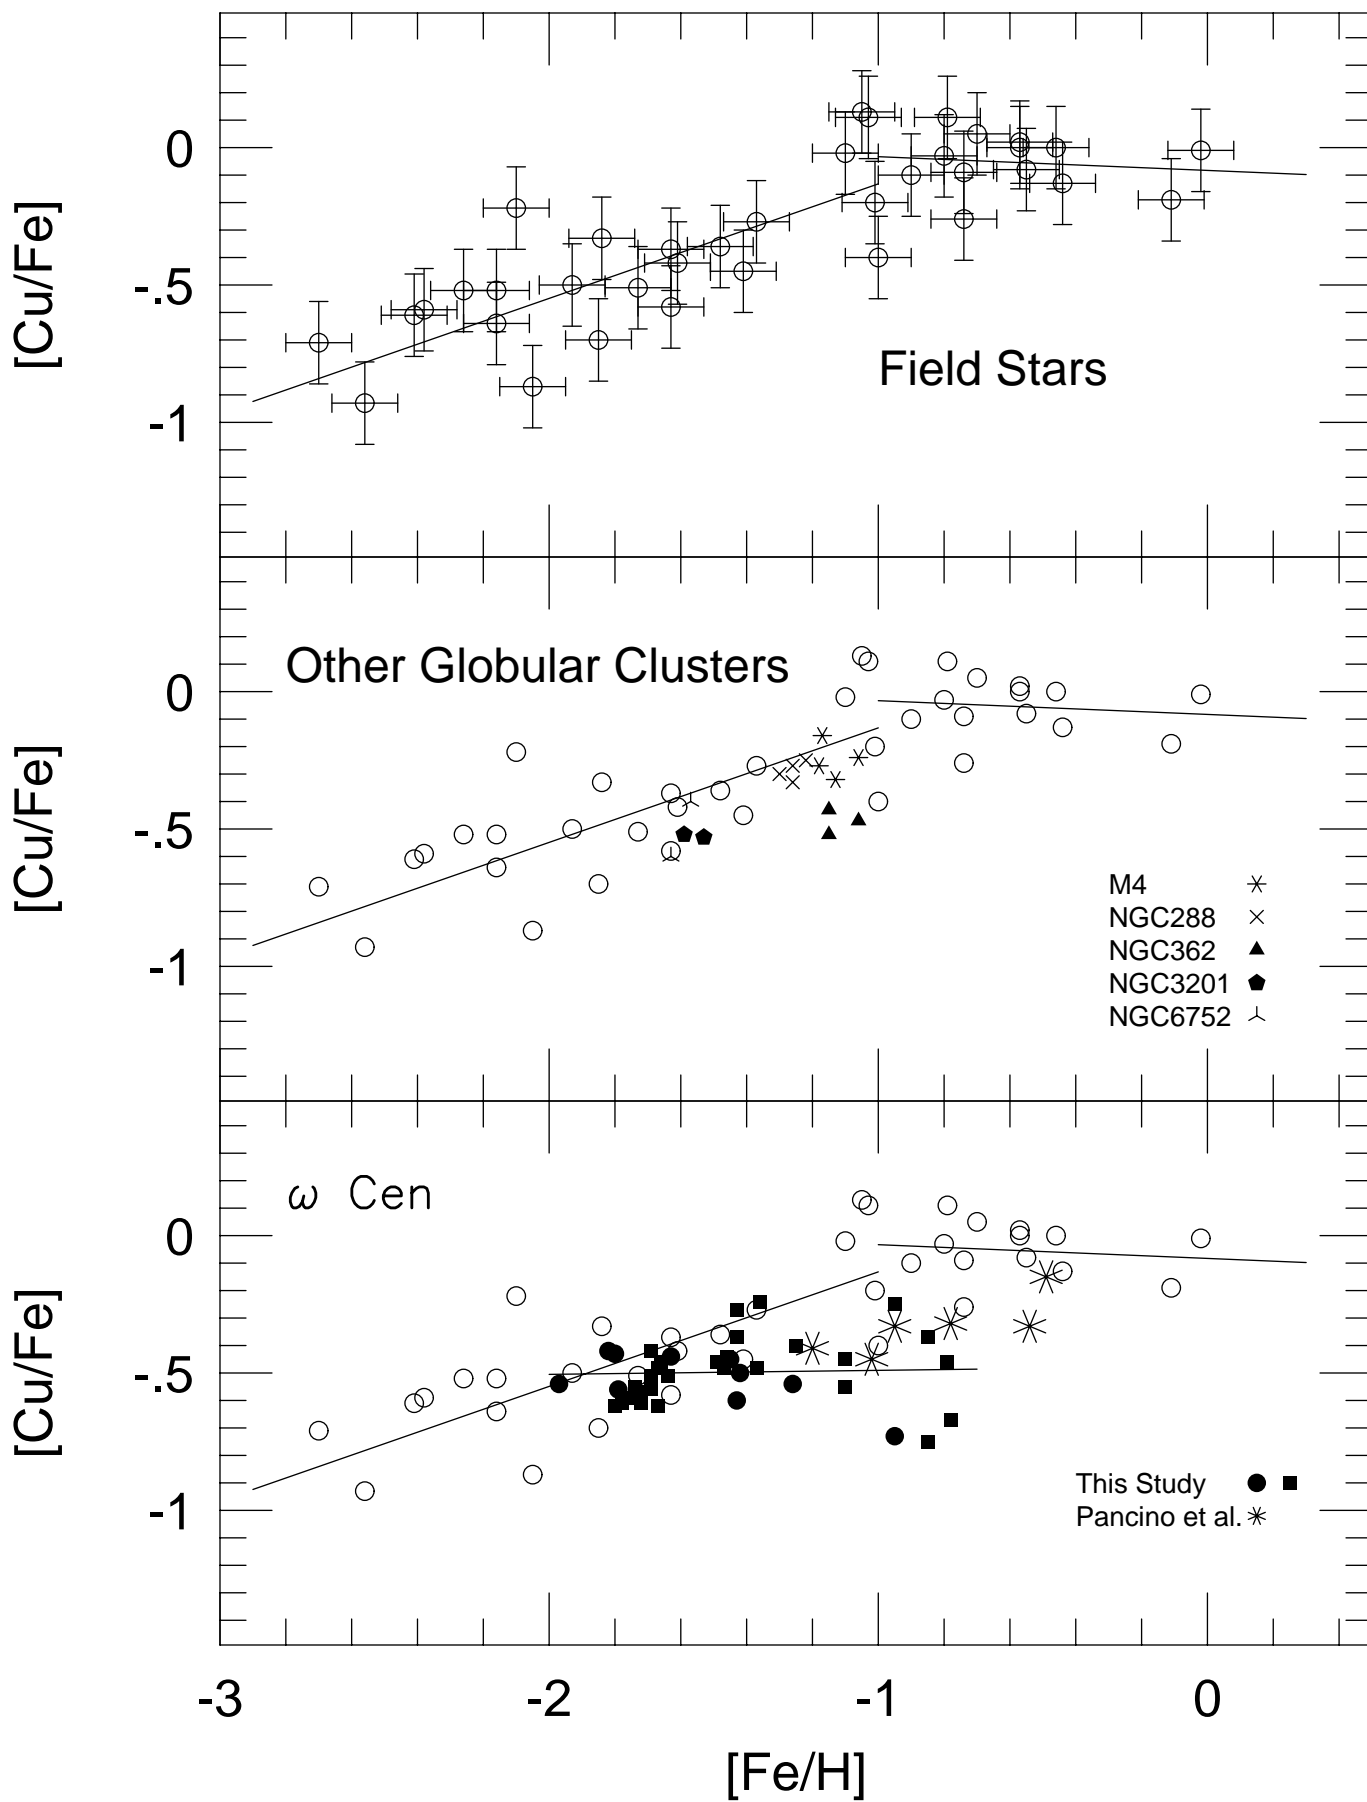 0
-.5
-1
[Cu/Fe]
Field Stars
Other Globular Clusters
0
-.5
-1
[Cu/Fe]
M4
NGC288
NGC362
NGC3201
NGC6752
ω Cen
0
-.5
-1
[Cu/Fe]
This Study
Pancino et al.
-3 -2 -1 0
[Fe/H]